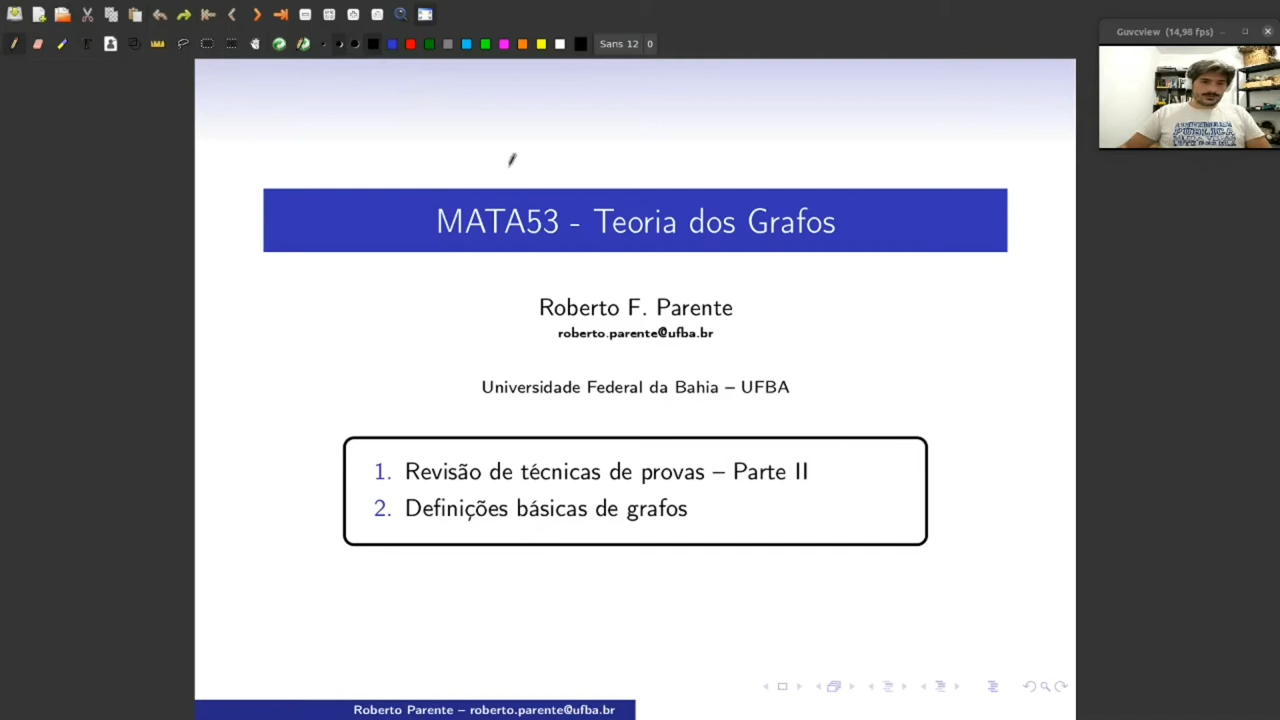 Sans 12 0
Guvcview (14,98 fps)
MATA53 - Teoria dos Grafos
Roberto F. Parente
roberto.parente@ufba.br
Universidade Federal da Bahia – UFBA
1. Revisão de técnicas de provas – Parte II
2. Definições básicas de grafos
Roberto Parente – roberto.parente@ufba.br